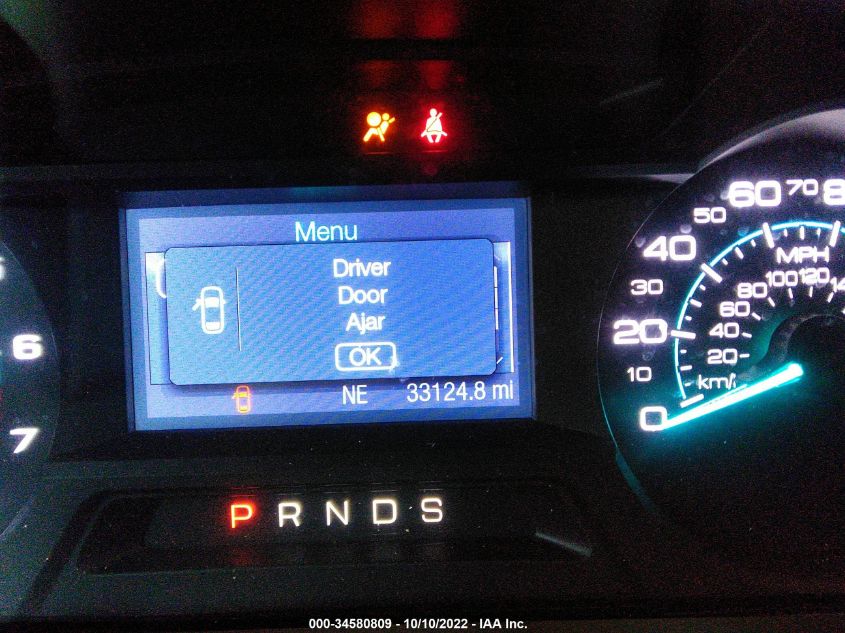 Menu
Driver
Door
Ajar
OK
NE 33124.8 mi
6
7
P R N D S
0 10 20 30 40 50 60 70
MPH
20 40 60 80 100 120
km/h
000-34580809 - 10/10/2022 - IAA Inc.